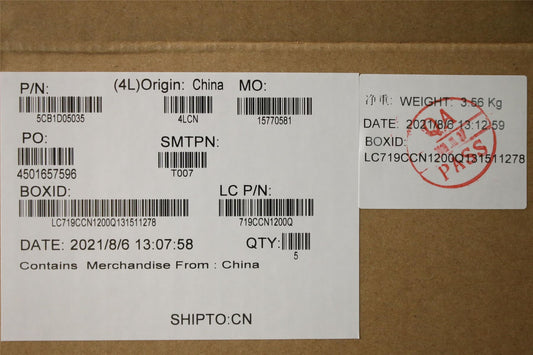 P/N:
(4L)Origin: China
MO:
5CB1D05035
4LCN
15770581
PO:
SMTPN:
4501657596
T007
BOXID:
LC P/N:
LC719CCN1200Q131511278
719CCN1200Q
DATE: 2021/8/6 13:07:58
QTY:
5
Contains Merchandise From : China
SHIPTO:CN
净重: WEIGHT: 3.56 Kg
DATE: 2021/8/6 13:12:59
BOXID:
LC719CCN1200Q131511278
QA
PASS